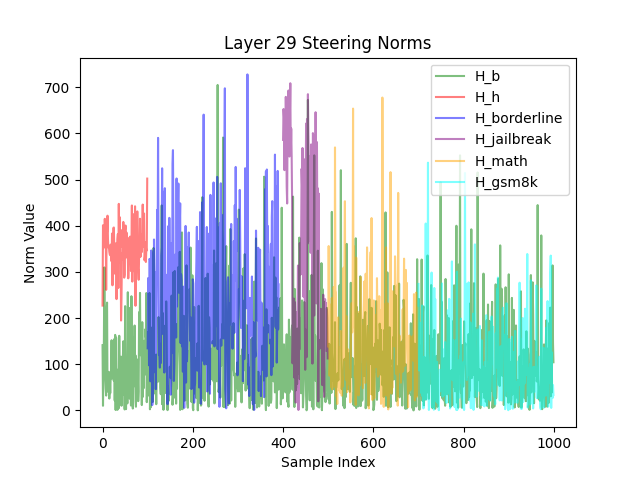 Layer 29 Steering Norms
Norm Value
700
600
500
400
300
200
100
0
H_b
H_h
H_borderline
H_jailbreak
H_math
H_gsm8k
0
200
400
600
800
1000
Sample Index